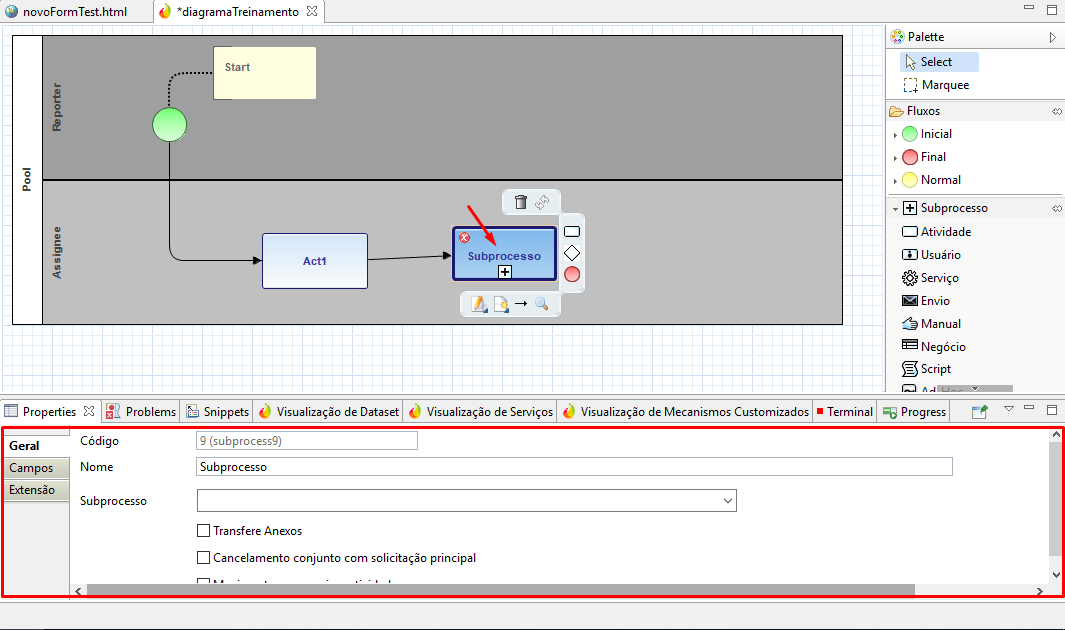 novoFormTest.html
*diagramaTreinamento
Pool
Reporter
Start
Assignee
Act1
Subprocesso
Palette
Select
Marquee
Fluxos
Inicial
Final
Normal
Subprocesso
Atividade
Usuário
Serviço
Envio
Manual
Negócio
Script
Properties
Problems
Snippets
Visualização de Dataset
Visualização de Serviços
Visualização de Mecanismos Customizados
Terminal
Progress
Geral
Campos
Extensão
Código
9 (subprocess9)
Nome
Subprocesso
Subprocesso
Transfere Anexos
Cancelamento conjunto com solicitação principal